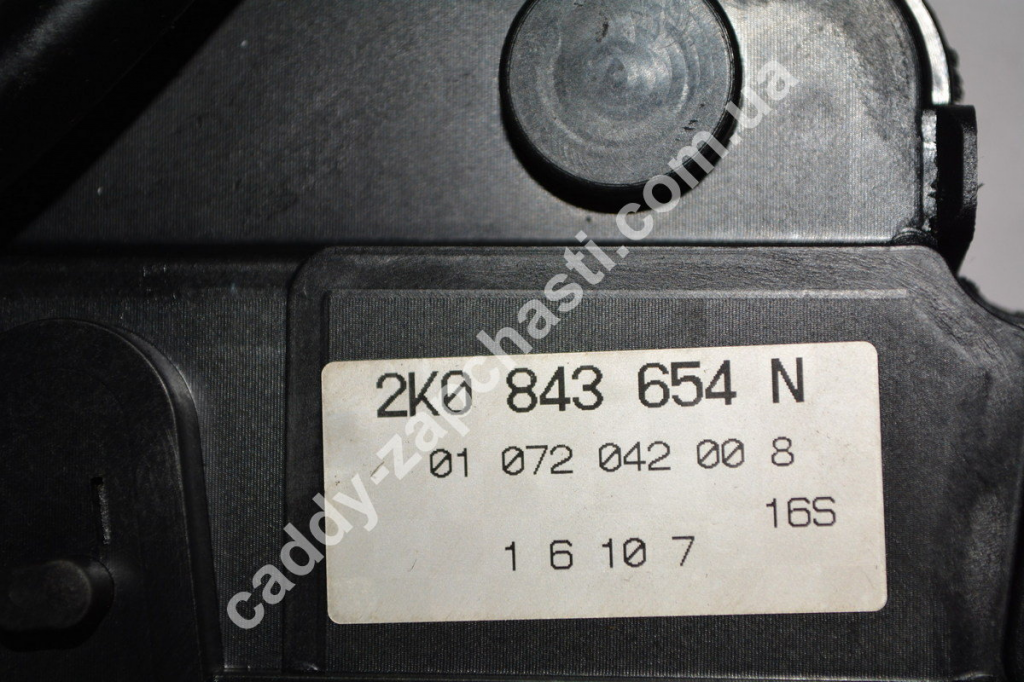 2K0 843 654 N
01 072 042 00 8
16S
1 6 10 7
caddy-zapchasti.com.ua